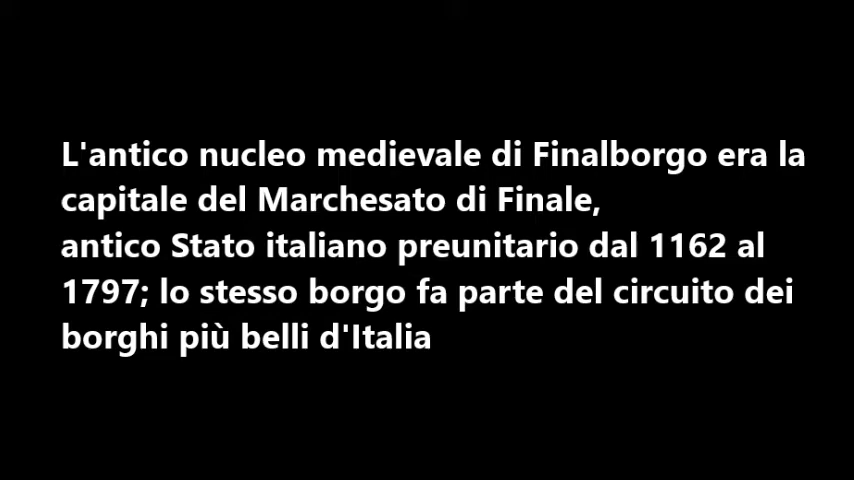 L'antico nucleo medievale di Finalborgo era la
capitale del Marchesato di Finale,
antico Stato italiano preunitario dal 1162 al
1797; lo stesso borgo fa parte del circuito dei
borghi più belli d'Italia